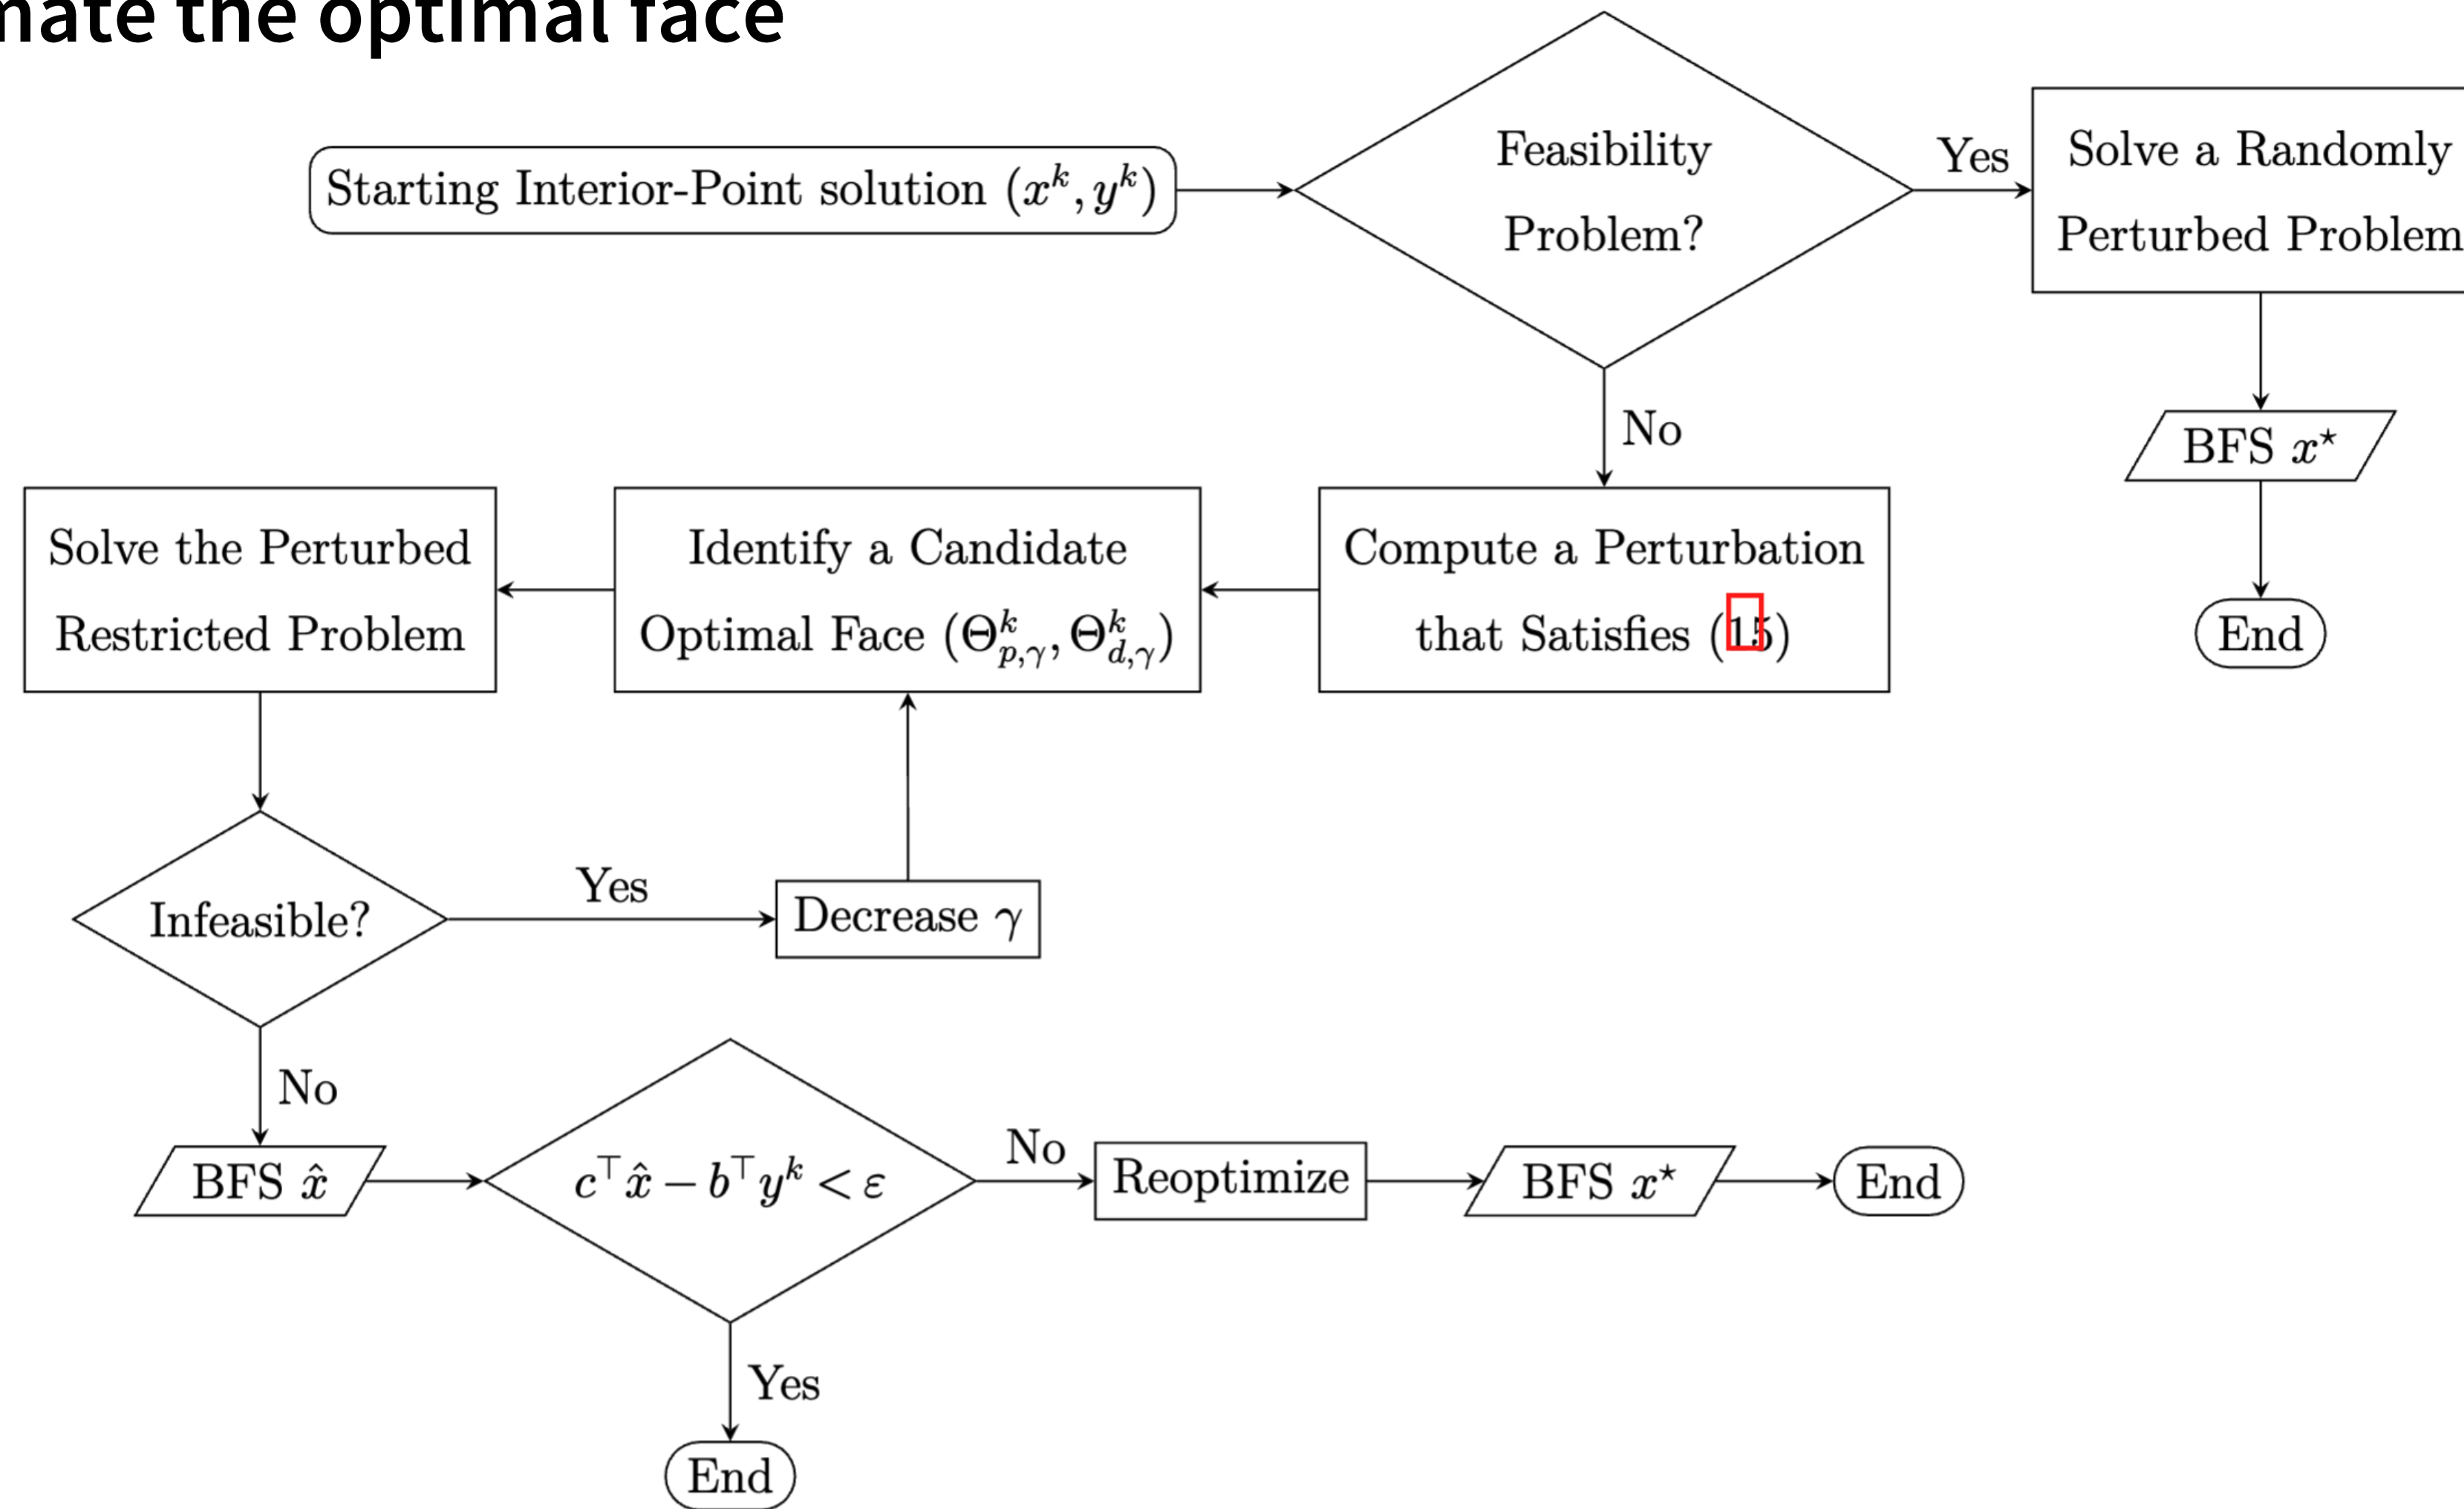 the optimal face
Starting Interior-Point solution (x^k, y^k)
Feasibility
Problem?
Yes
Solve a Randomly
Perturbed Problem
No
BFS x⋆
End
Solve the Perturbed
Restricted Problem
Identify a Candidate
Optimal Face (Θ^k_{p,γ}, Θ^k_{d,γ})
Compute a Perturbation
that Satisfies (15)
Infeasible?
Yes
Decrease γ
No
BFS x̂
c^⊤x̂ − b^⊤y^k < ε
No
Reoptimize
BFS x⋆
End
Yes
End